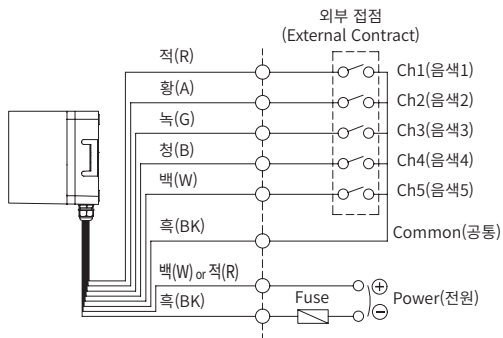 외부 접점
(External Contract)
적(R)
Ch1(음색1)
황(A)
Ch2(음색2)
녹(G)
Ch3(음색3)
청(B)
Ch4(음색4)
백(W)
Ch5(음색5)
흑(BK)
Common(공통)
백(W) or 적(R)
흑(BK)
Fuse
Power(전원)